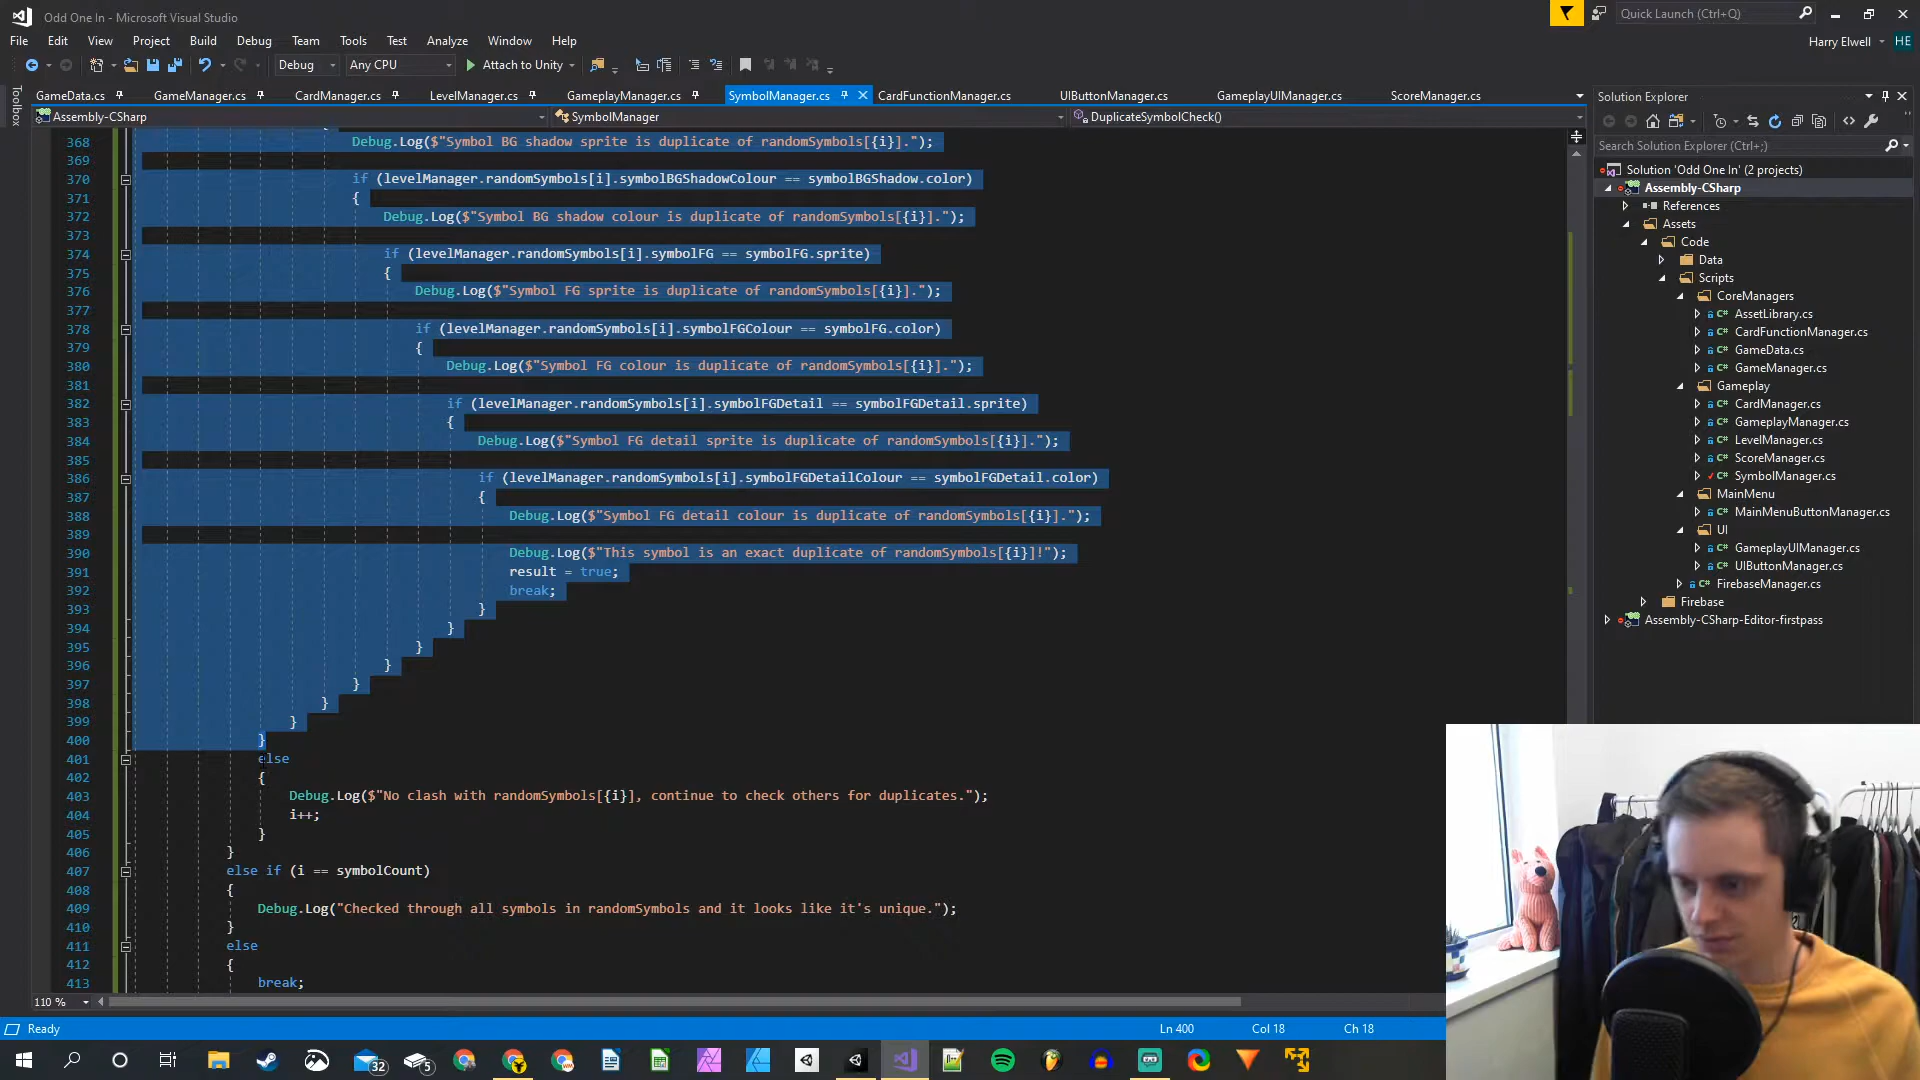 Odd One In - Microsoft Visual Studio
Quick Launch (Ctrl+Q)
File Edit View Project Build Debug Team Tools Test Analyze Window Help
Harry Elwell HE
Debug Any CPU Attach to Unity
Toolbox
GameData.cs GameManager.cs CardManager.cs LevelManager.cs GameplayManager.cs SymbolManager.cs CardFunctionManager.cs UIButtonManager.cs GameplayUIManager.cs ScoreManager.cs
Assembly-CSharp SymbolManager DuplicateSymbolCheck()
368 Debug.Log($"Symbol BG shadow sprite is duplicate of randomSymbols[{i}].");
369
370 if (levelManager.randomSymbols[i].symbolBGShadowColour == symbolBGShadow.color)
371 {
372 Debug.Log($"Symbol BG shadow colour is duplicate of randomSymbols[{i}].");
373
374 if (levelManager.randomSymbols[i].symbolFG == symbolFG.sprite)
375 {
376 Debug.Log($"Symbol FG sprite is duplicate of randomSymbols[{i}].");
377
378 if (levelManager.randomSymbols[i].symbolFGColour == symbolFG.color)
379 {
380 Debug.Log($"Symbol FG colour is duplicate of randomSymbols[{i}].");
381
382 if (levelManager.randomSymbols[i].symbolFGDetail == symbolFGDetail.sprite)
383 {
384 Debug.Log($"Symbol FG detail sprite is duplicate of randomSymbols[{i}].");
385
386 if (levelManager.randomSymbols[i].symbolFGDetailColour == symbolFGDetail.color)
387 {
388 Debug.Log($"Symbol FG detail colour is duplicate of randomSymbols[{i}].");
389
390 Debug.Log($"This symbol is an exact duplicate of randomSymbols[{i}]!");
391 result = true;
392 break;
393 }
394 }
395 }
396 }
397 }
398 }
399 }
400 }
401 else
402 {
403 Debug.Log($"No clash with randomSymbols[{i}], continue to check others for duplicates.");
404 i++;
405 }
406 }
407 else if (i == symbolCount)
408 {
409 Debug.Log("Checked through all symbols in randomSymbols and it looks like it's unique.");
410 }
411 else
412 {
413 break;
110 %
Ready Ln 400 Col 18 Ch 18
Solution Explorer
Search Solution Explorer (Ctrl+;)
Solution 'Odd One In' (2 projects)
Assembly-CSharp
References
Assets
Code
Data
Scripts
CoreManagers
C# AssetLibrary.cs
C# CardFunctionManager.cs
C# GameData.cs
C# GameManager.cs
Gameplay
C# CardManager.cs
C# GameplayManager.cs
C# LevelManager.cs
C# ScoreManager.cs
C# SymbolManager.cs
MainMenu
C# MainMenuButtonManager.cs
UI
C# GameplayUIManager.cs
C# UIButtonManager.cs
C# FirebaseManager.cs
Firebase
Assembly-CSharp-Editor-firstpass
32 5